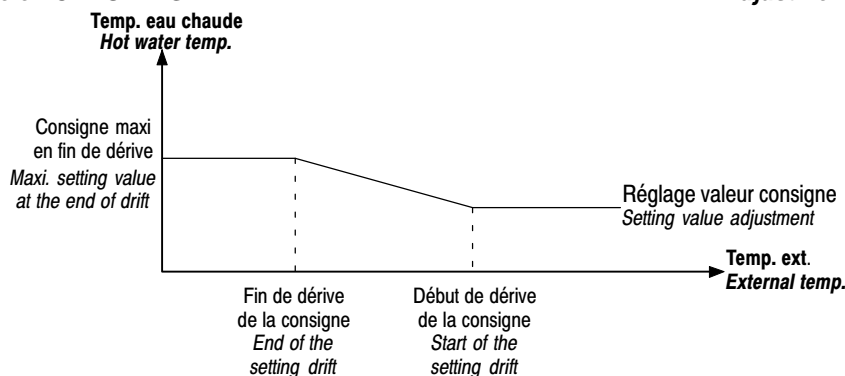 Temp. eau chaude
Hot water temp.
Consigne maxi
en fin de dérive
Maxi. setting value
at the end of drift
Réglage valeur consigne
Setting value adjustment
Temp. ext.
External temp.
Fin de dérive
de la consigne
End of the
setting drift
Début de dérive
de la consigne
Start of the
setting drift